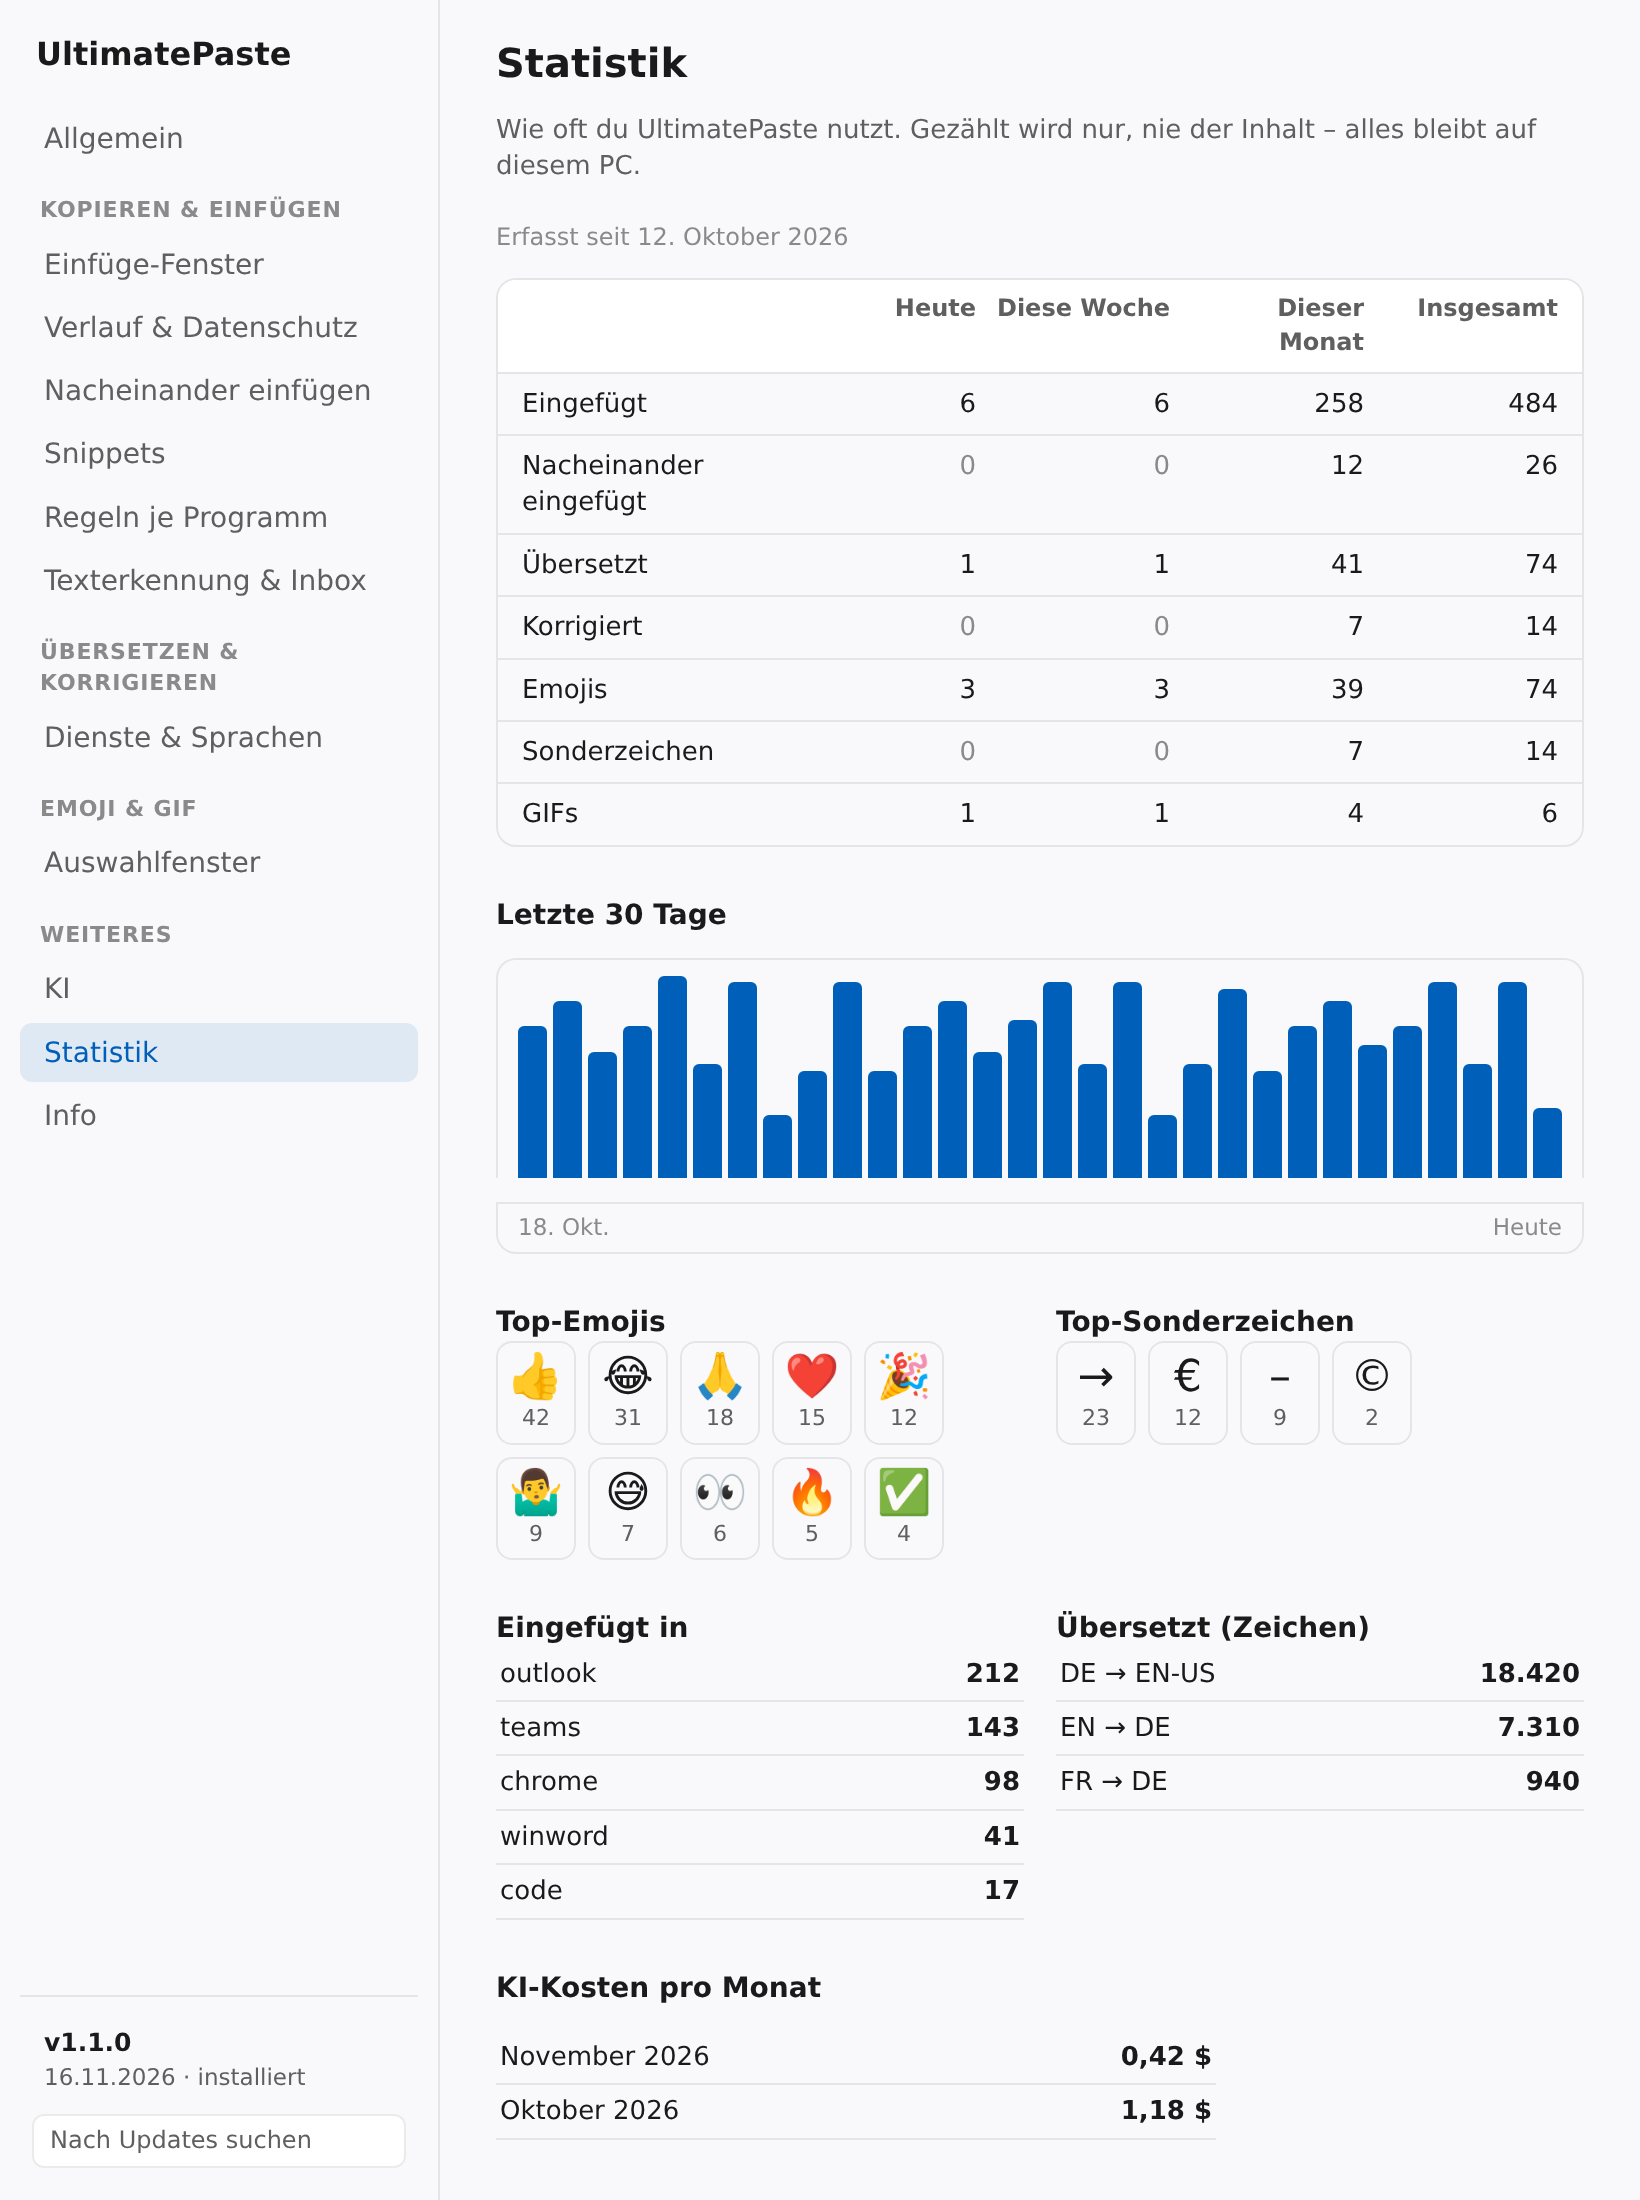 UltimatePaste
Allgemein
KOPIEREN & EINFÜGEN
Einfüge-Fenster
Verlauf & Datenschutz
Nacheinander einfügen
Snippets
Regeln je Programm
Texterkennung & Inbox
ÜBERSETZEN &
KORRIGIEREN
Dienste & Sprachen
EMOJI & GIF
Auswahlfenster
WEITERES
KI
Statistik
Info
v1.1.0
16.11.2026 · installiert
Nach Updates suchen
Statistik
Wie oft du UltimatePaste nutzt. Gezählt wird nur, nie der Inhalt – alles bleibt auf
diesem PC.
Erfasst seit 12. Oktober 2026
Heute Diese Woche Dieser Monat Insgesamt
Eingefügt 6 6 258 484
Nacheinander eingefügt 0 0 12 26
Übersetzt 1 1 41 74
Korrigiert 0 0 7 14
Emojis 3 3 39 74
Sonderzeichen 0 0 7 14
GIFs 1 1 4 6
Letzte 30 Tage
18. Okt. Heute
Top-Emojis
👍 😂 🙏 ❤️ 🎉
42 31 18 15 12
🤷‍♂️ 😅 👀 🔥 ✅
9 7 6 5 4
Top-Sonderzeichen
→ € – ©
23 12 9 2
Eingefügt in
outlook 212
teams 143
chrome 98
winword 41
code 17
Übersetzt (Zeichen)
DE → EN-US 18.420
EN → DE 7.310
FR → DE 940
KI-Kosten pro Monat
November 2026 0,42 $
Oktober 2026 1,18 $